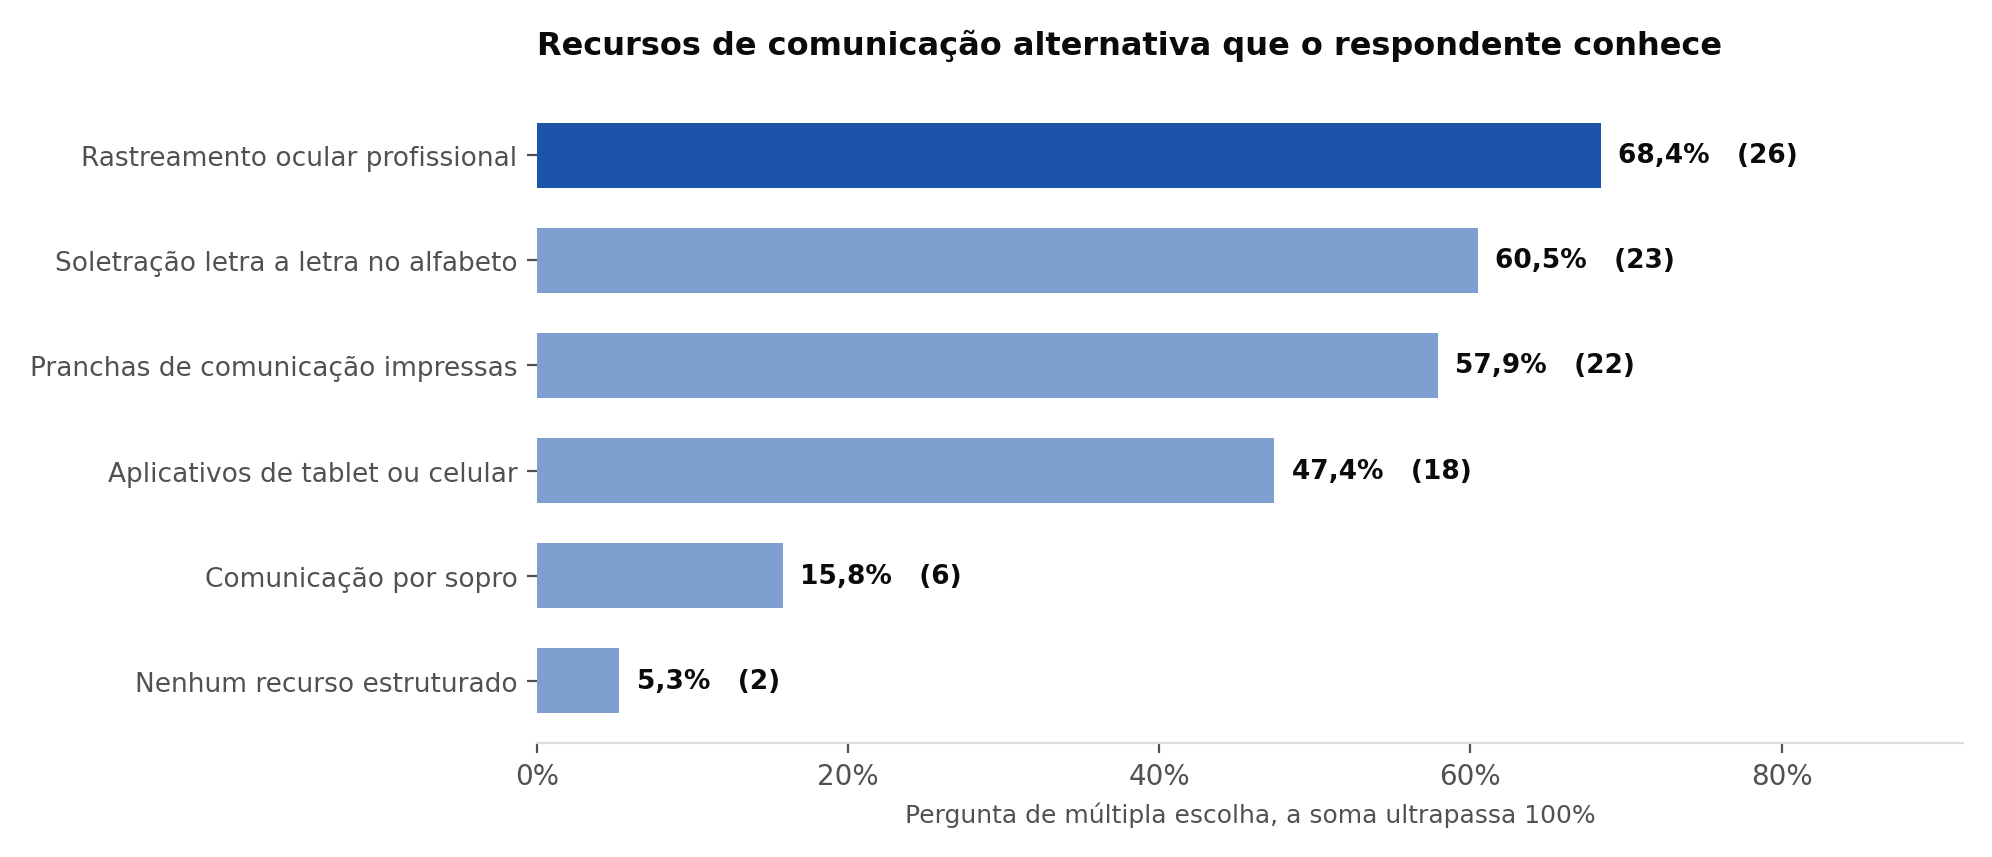 Recursos de comunicação alternativa que o respondente conhece
Rastreamento ocular profissional 68,4% (26)
Soletração letra a letra no alfabeto 60,5% (23)
Pranchas de comunicação impressas 57,9% (22)
Aplicativos de tablet ou celular 47,4% (18)
Comunicação por sopro 15,8% (6)
Nenhum recurso estruturado 5,3% (2)
0% 20% 40% 60% 80%
Pergunta de múltipla escolha, a soma ultrapassa 100%